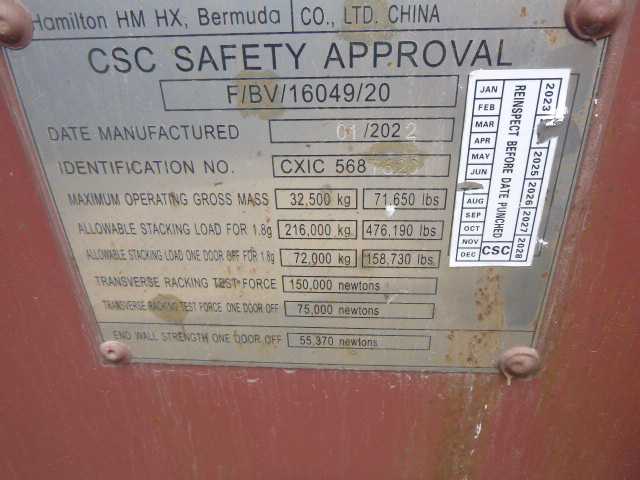 Hamilton HM HX, Bermuda CO., LTD. CHINA
CSC SAFETY APPROVAL
F/BV/16049/20
DATE MANUFACTURED 01/2022
IDENTIFICATION NO. CXIC 568
MAXIMUM OPERATING GROSS MASS 32,500 kg 71,650 lbs
ALLOWABLE STACKING LOAD FOR 1.8g 216,000 kg 476,190 lbs
ALLOWABLE STACKING LOAD ONE DOOR OFF FOR 1.8g 72,000 kg 158,730 lbs.
TRANSVERSE RACKING TEST FORCE 150,000 newtons
TRANSVERSE RACKING TEST FORCE ONE DOOR OFF 75,000 newtons
END WALL STRENGTH ONE DOOR OFF 55,370 newtons
JAN
FEB
MAR
APR
MAY
JUN
AUG
SEP
OCT
NOV
DEC
REINSPECT BEFORE DATE PUNCHED
CSC
2023
2025
2026
2027
2028